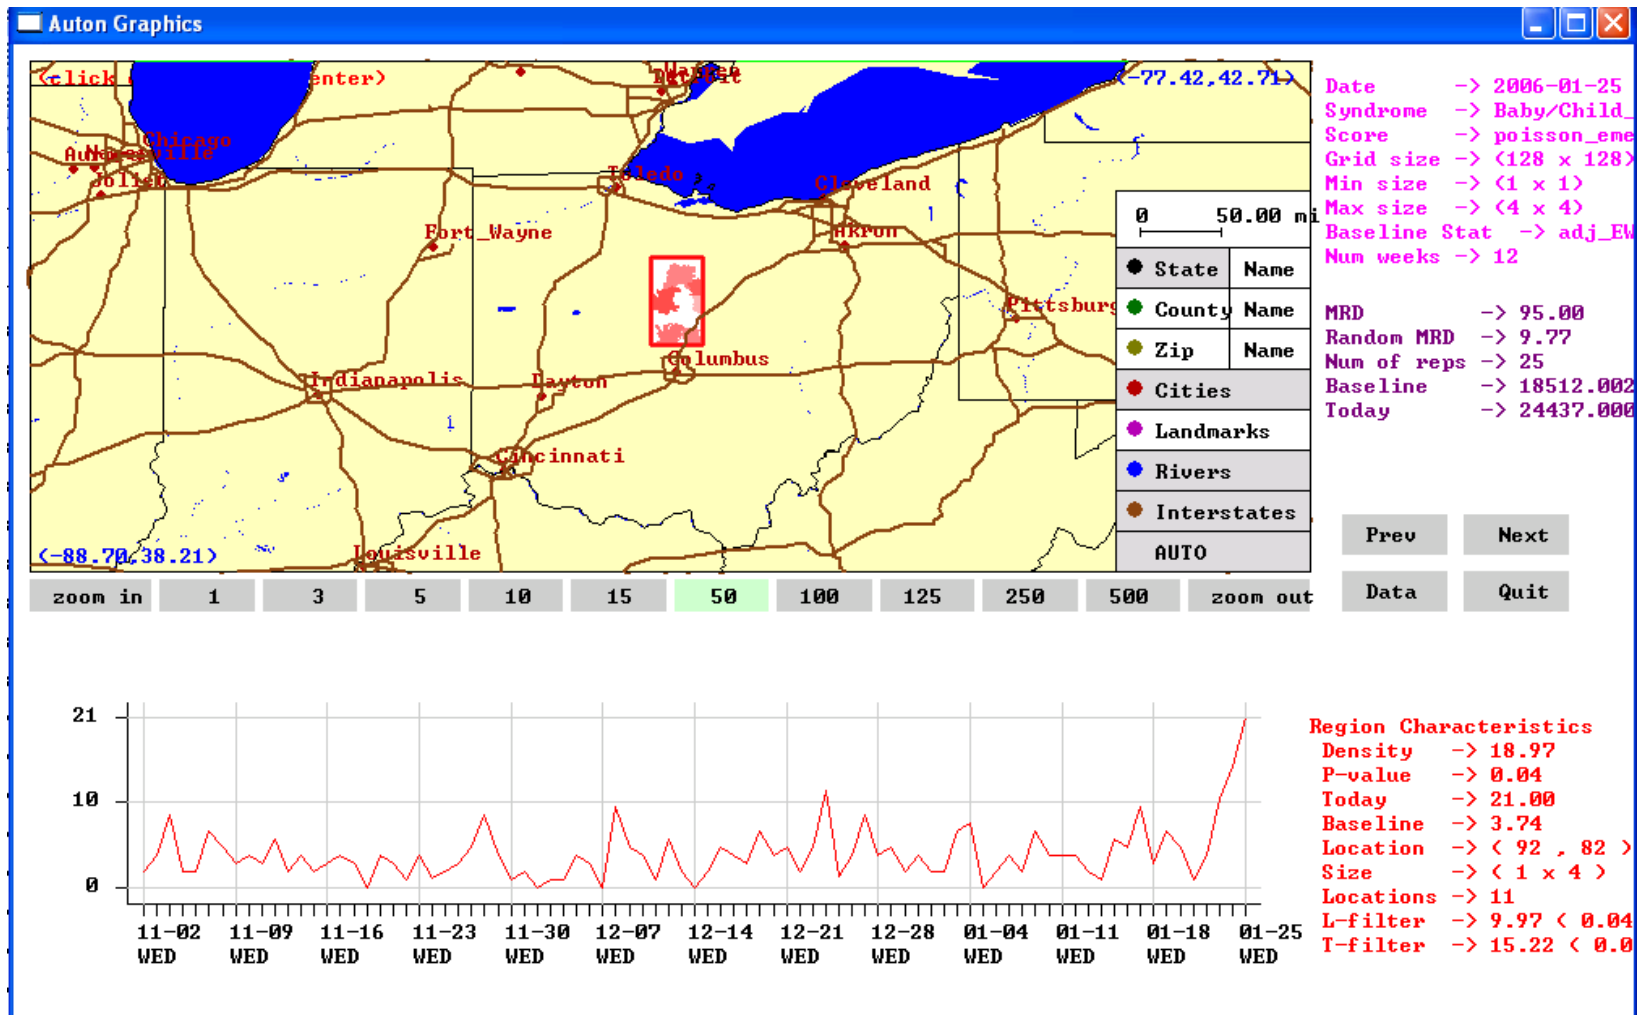 Auton Graphics
(click
enter)
Warren
Detroit
(-77.42,42.71)
Chicago
Joliet
Toledo
Cleveland
Fort_Wayne
Akron
Pittsburg
Columbus
Indianapolis
Dayton
Cincinnati
Louisville
(-88.70,38.21)
0 50.00 mi
State Name
County Name
Zip Name
Cities
Landmarks
Rivers
Interstates
AUTO
Date -> 2006-01-25
Syndrome -> Baby/Child_
Score -> poisson_eme
Grid size -> (128 x 128)
Min size -> (1 x 1)
Max size -> (4 x 4)
Baseline Stat -> adj_EW
Num weeks -> 12
MRD -> 95.00
Random MRD -> 9.77
Num of reps -> 25
Baseline -> 18512.002
Today -> 24437.000
Prev Next
Data Quit
zoom in 1 3 5 10 15 50 100 125 250 500 zoom out
21
10
0
11-02 11-09 11-16 11-23 11-30 12-07 12-14 12-21 12-28 01-04 01-11 01-18 01-25
WED WED WED WED WED WED WED WED WED WED WED WED WED
Region Characteristics
Density -> 18.97
P-value -> 0.04
Today -> 21.00
Baseline -> 3.74
Location -> ( 92 , 82 )
Size -> ( 1 x 4 )
Locations -> 11
L-filter -> 9.97 ( 0.04
T-filter -> 15.22 ( 0.0